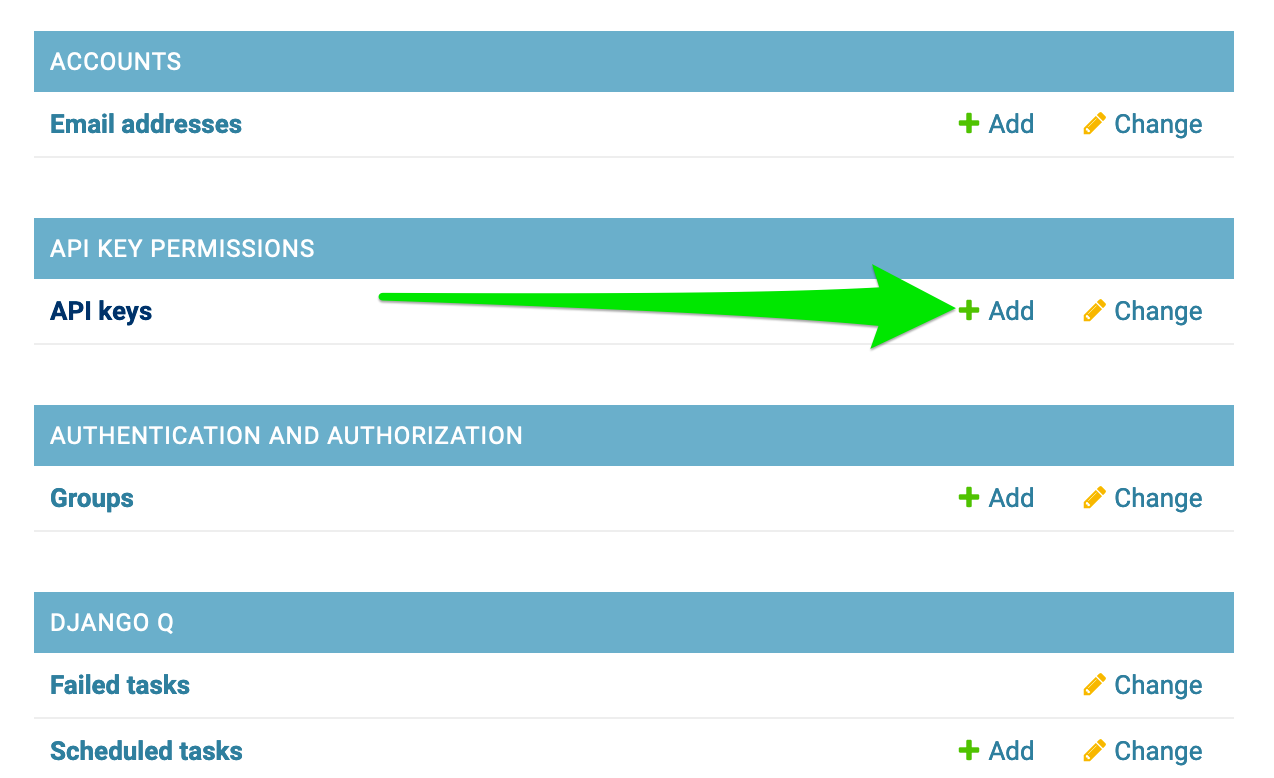 ACCOUNTS
Email addresses Add Change
API KEY PERMISSIONS
API keys Add Change
AUTHENTICATION AND AUTHORIZATION
Groups Add Change
DJANGO Q
Failed tasks Change
Scheduled tasks Add Change